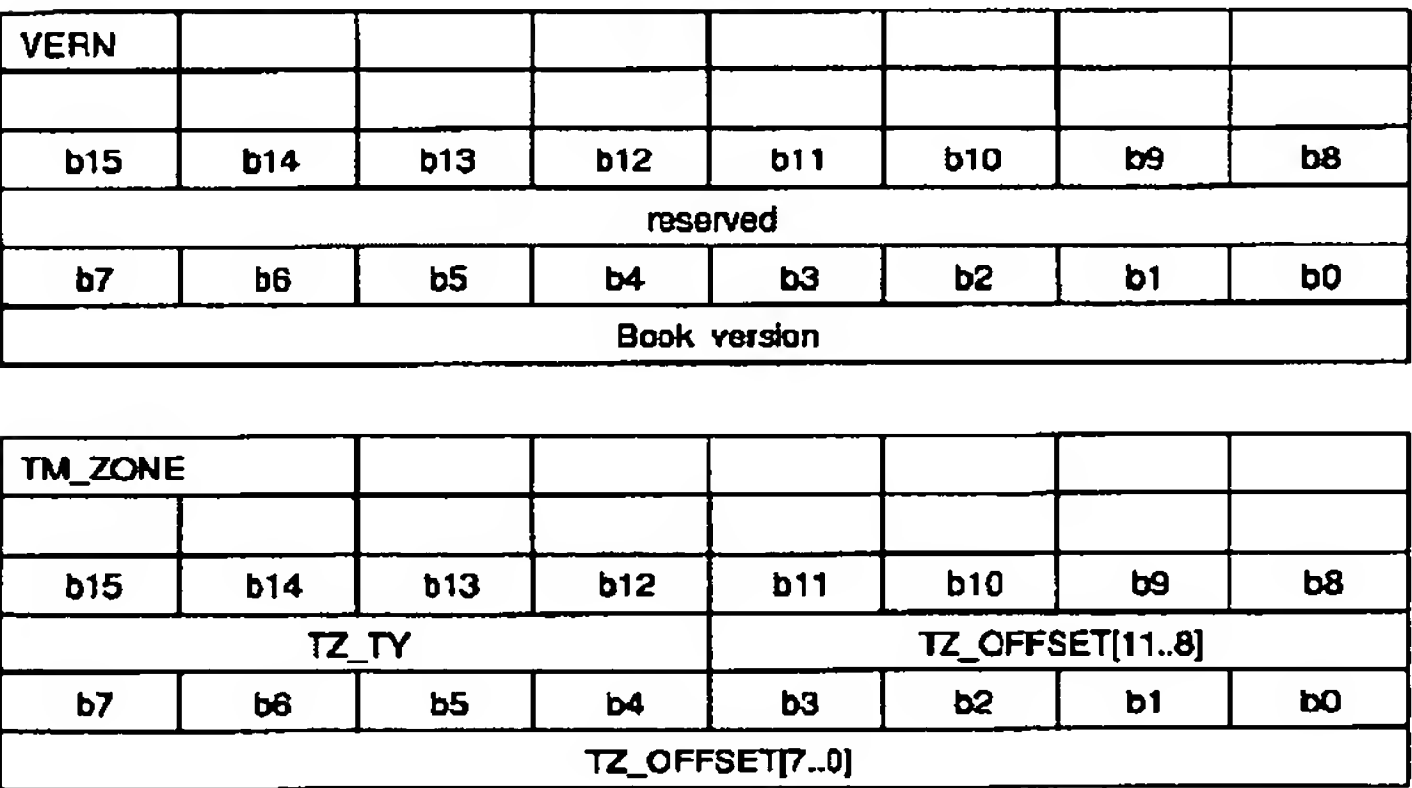 VERN
b15 b14 b13 b12 b11 b10 b9 b8
reserved
b7 b6 b5 b4 b3 b2 b1 b0
Book version
TM_ZONE
b15 b14 b13 b12 b11 b10 b9 b8
TZ_TY TZ_OFFSET[11..8]
b7 b6 b5 b4 b3 b2 b1 b0
TZ_OFFSET[7..0]